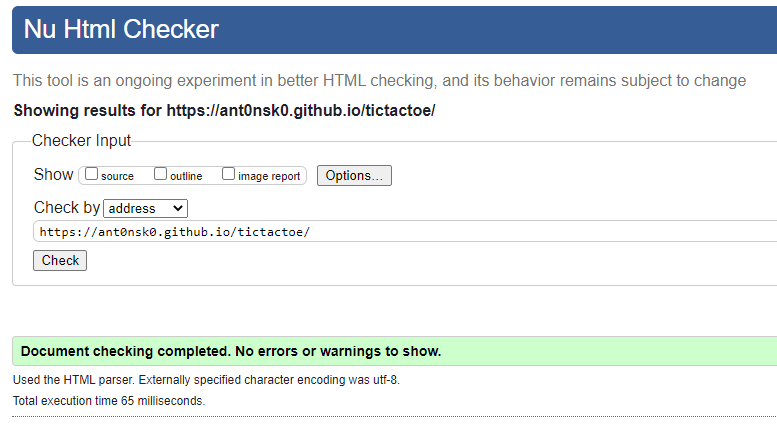 Nu Html Checker
This tool is an ongoing experiment in better HTML checking, and its behavior remains subject to change
Showing results for https://ant0nsk0.github.io/tictactoe/
Checker Input
Show source outline image report Options...
Check by address
https://ant0nsk0.github.io/tictactoe/
Check
Document checking completed. No errors or warnings to show.
Used the HTML parser. Externally specified character encoding was utf-8.
Total execution time 65 milliseconds.